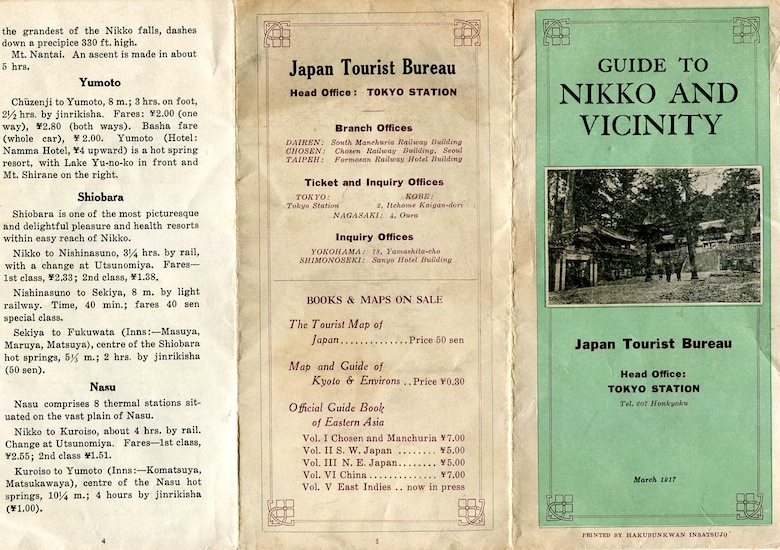 the grandest of the Nikko falls, dashes
down a precipice 330 ft. high.
Mt. Nantai. An ascent is made in about
5 hrs.
Yumoto
Chūzenji to Yumoto, 8 m.; 3 hrs. on foot,
2½ hrs. by jinrikisha. Fares: ¥2.00 (one
way), ¥2.80 (both ways). Basha fare
(whole car), ¥ 2.00. Yumoto (Hotel:
Namma Hotel, ¥4 upward) is a hot spring
resort, with Lake Yu-no-ko in front and
Mt. Shirane on the right.
Shiobara
Shiobara is one of the most picturesque
and delightful pleasure and health resorts
within easy reach of Nikko.
Nikko to Nishinasuno, 3¼ hrs. by rail,
with a change at Utsunomiya. Fares—
1st class, ¥2.33; 2nd class, ¥1.38.
Nishinasuno to Sekiya, 8 m. by light
railway. Time, 40 min.; fares 40 sen
special class.
Sekiya to Fukuwata (Inns:—Masuya,
Maruya, Matsuya), centre of the Shiobara
hot springs, 5½ m.; 2 hrs. by jinrikisha
(50 sen).
Nasu
Nasu comprises 8 thermal stations sit-
uated on the vast plain of Nasu.
Nikko to Kuroiso, about 4 hrs. by rail.
Change at Utsunomiya. Fares—1st class,
¥2.55; 2nd class ¥1.51.
Kuroiso to Yumoto (Inns:—Komatsuya,
Matsukawaya), centre of the Nasu hot
springs, 10¼ m.; 4 hours by jinrikisha
(¥1.00).
4
Japan Tourist Bureau
Head Office: TOKYO STATION
Branch Offices
DAIREN: South Manchuria Railway Building
CHOSEN: Chosen Railway Building, Seoul
TAIPEH: Formosan Railway Hotel Building
Ticket and Inquiry Offices
TOKYO: KOBE:
Tokyo Station 2, Itchome Kaigan-dori
NAGASAKI: 4, Oura
Inquiry Offices
YOKOHAMA: 78, Yamashita-cho
SHIMONOSEKI: Sanyo Hotel Building
BOOKS & MAPS ON SALE
The Tourist Map of
Japan..............Price 50 sen
Map and Guide of
Kyoto & Environs ..Price ¥0.30
Official Guide Book
of Eastern Asia
Vol. I Chosen and Manchuria ¥7.00
Vol. II S. W. Japan ........ ¥5.00
Vol. III N. E. Japan........ ¥5.00
Vol. VI China .............. ¥7.00
Vol. V East Indies .. now in press
5
GUIDE TO
NIKKO AND
VICINITY
Japan Tourist Bureau
Head Office:
TOKYO STATION
Tel. 607 Honkyoku
March 1917
PRINTED BY HAKUBUNKWAN INSATSUJO